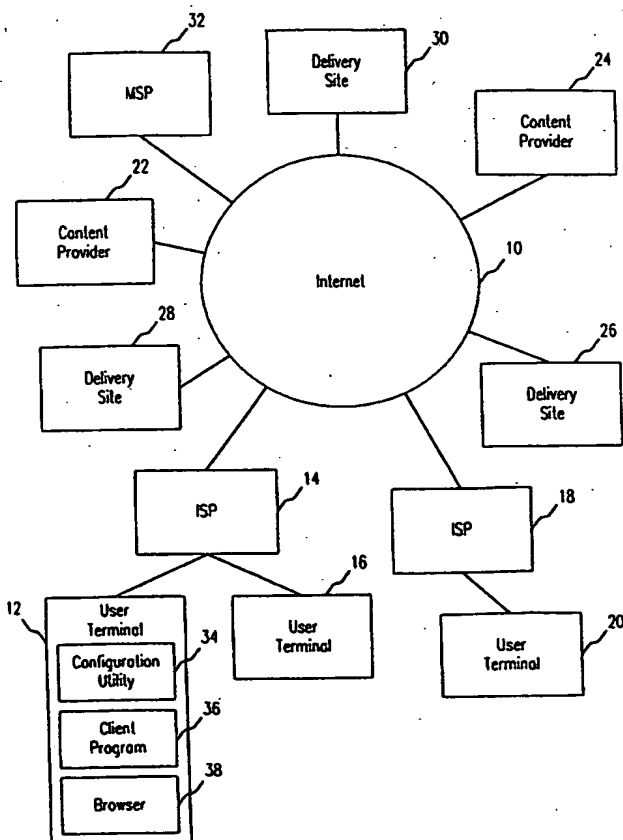 32
MSP
30
Delivery
Site
24
Content
Provider
22
Content
Provider
10
Internet
28
Delivery
Site
26
Delivery
Site
14
ISP
18
ISP
12
User
Terminal
34
Configuration
Utility
36
Client
Program
38
Browser
16
User
Terminal
20
User
Terminal